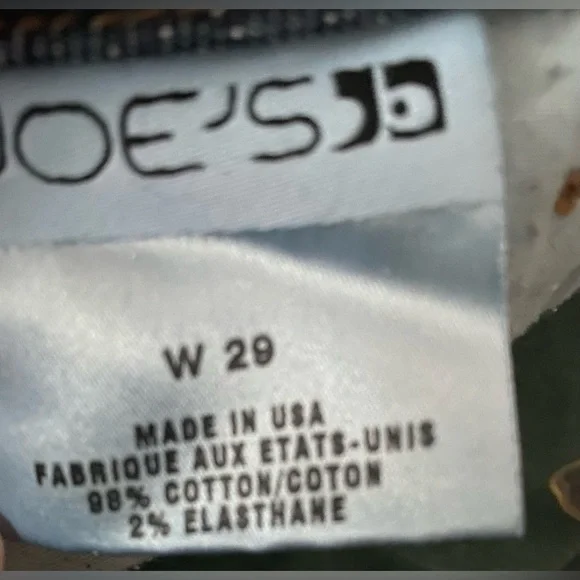 JOE'S
W 29
MADE IN USA
FABRIQUE AUX ETATS-UNIS
98% COTTON/COTON
2% ELASTHANE